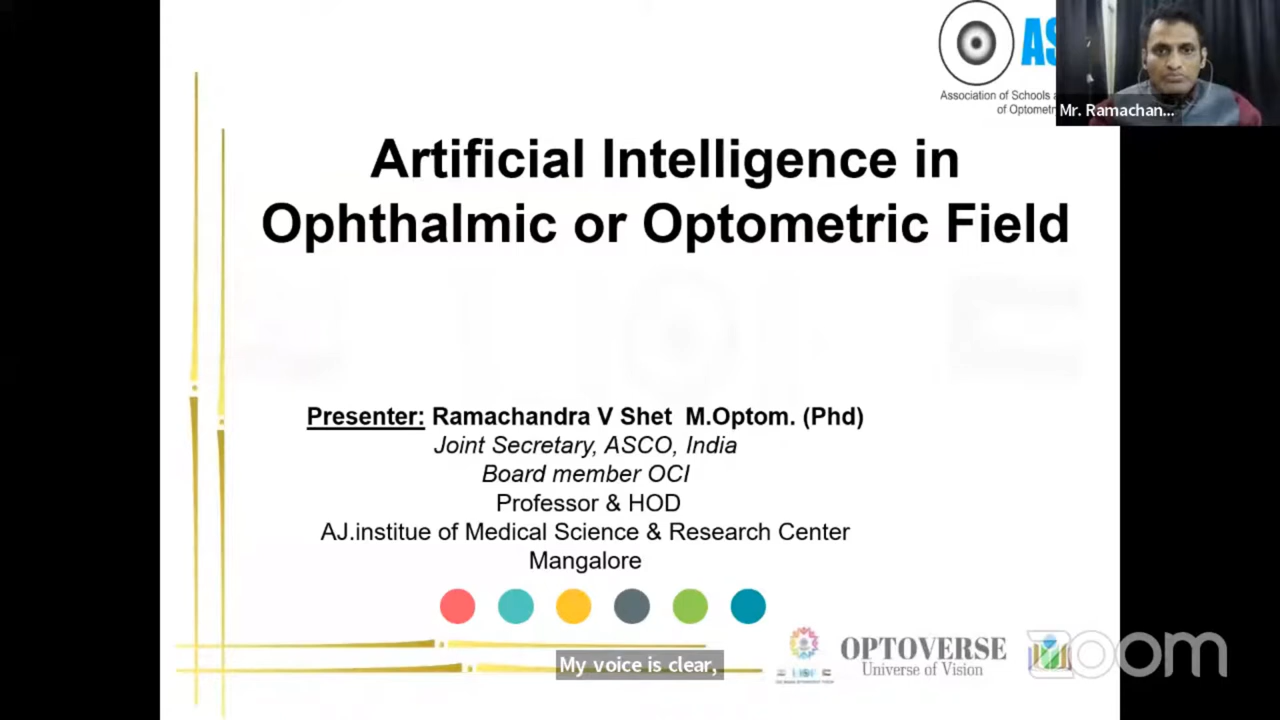 AS
Association of Schools a
of Optometr
Mr. Ramachan...
Artificial Intelligence in
Ophthalmic or Optometric Field
Presenter: Ramachandra V Shet M.Optom. (Phd)
Joint Secretary, ASCO, India
Board member OCI
Professor & HOD
AJ.institue of Medical Science & Research Center
Mangalore
OPTOVERSE
Universe of Vision
zoom
My voice is clear,